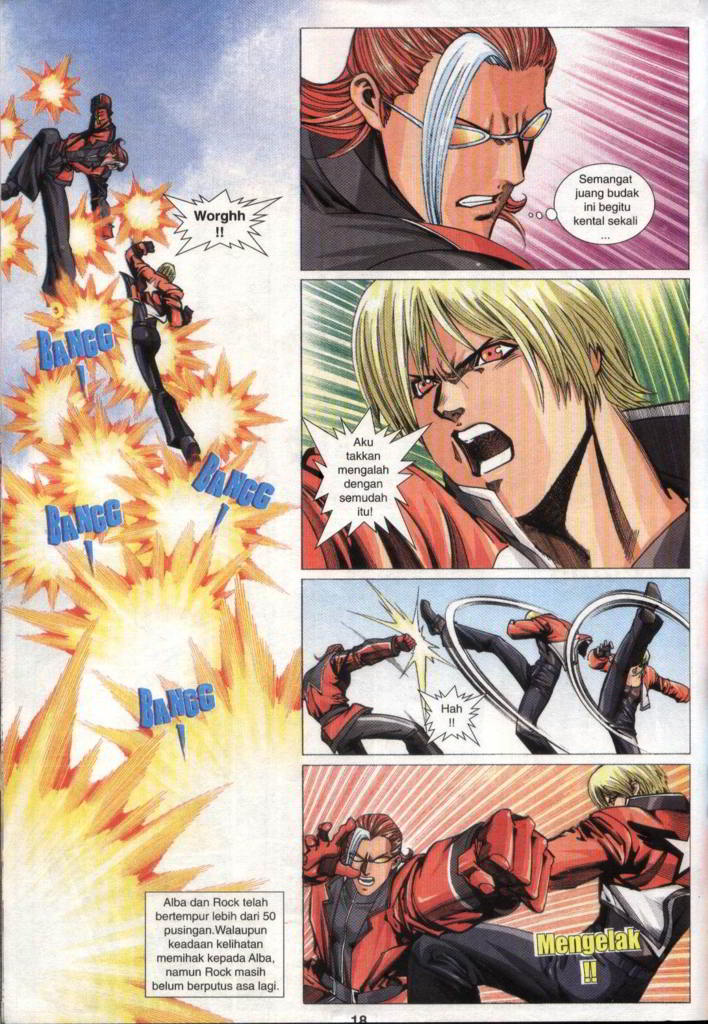 Worghh
!!
BANGG
!
BANGG
!
BANGG
!
BANGG
!
Alba dan Rock telah
bertempur lebih dari 50
pusingan.Walaupun
keadaan kelihatan
memihak kepada Alba,
namun Rock masih
belum berputus asa lagi.
Semangat
juang budak
ini begitu
kental sekali
...
Aku
takkan
mengalah
dengan
semudah
itu!
Hah
!!
Mengelak
!!
18